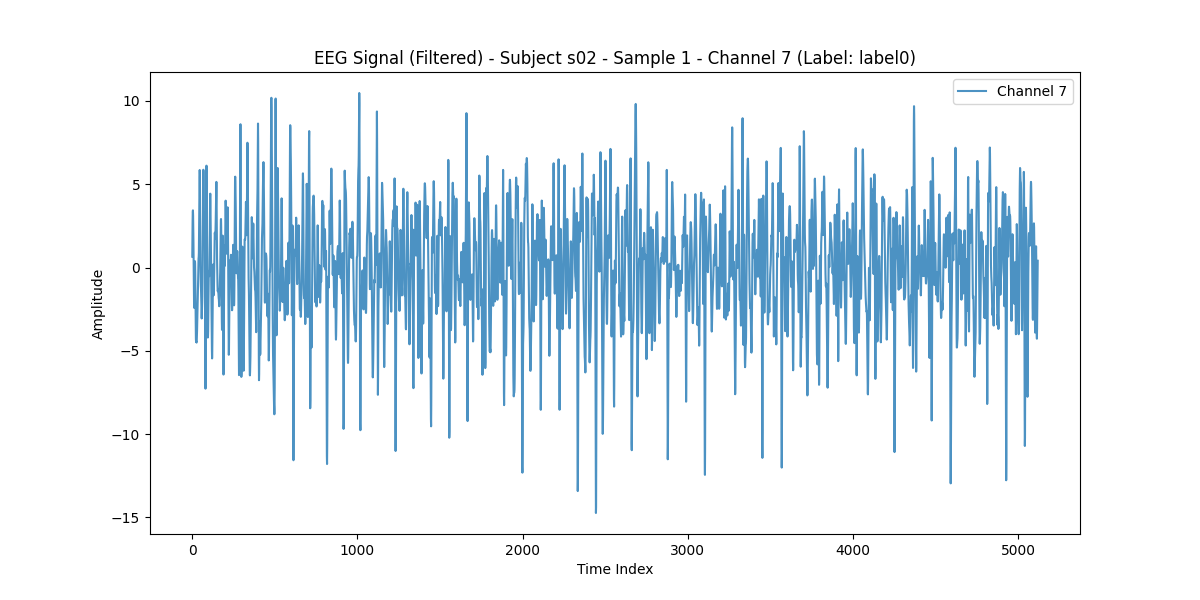 EEG Signal (Filtered) - Subject s02 - Sample 1 - Channel 7 (Label: label0)
Channel 7
10
5
0
−5
−10
−15
Amplitude
0 1000 2000 3000 4000 5000
Time Index